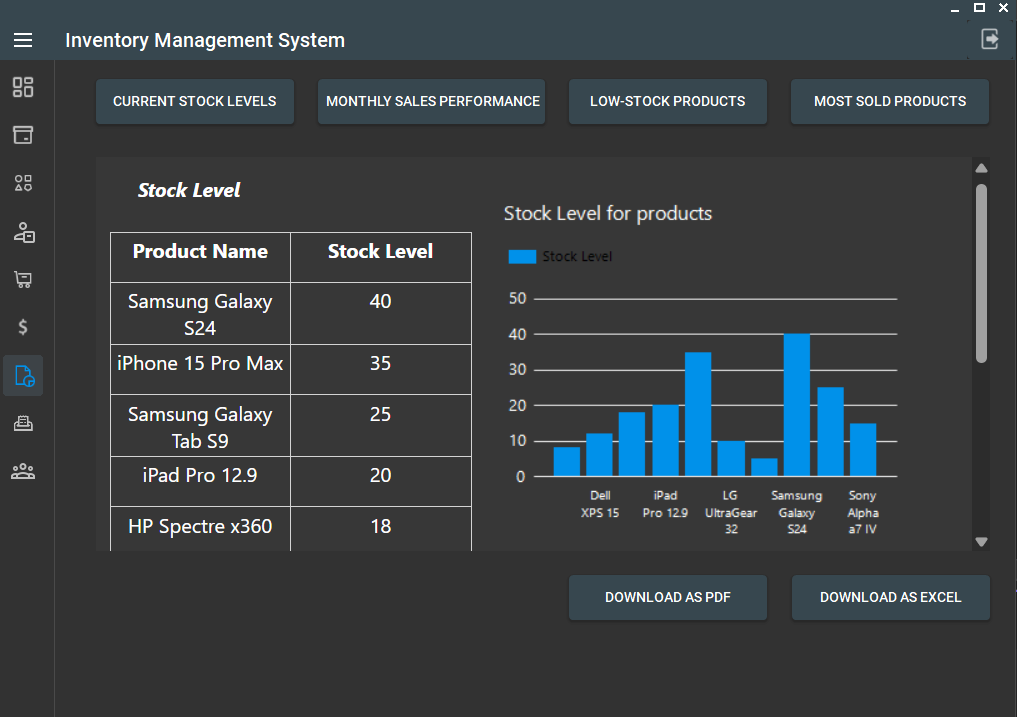 Inventory Management System
CURRENT STOCK LEVELS
MONTHLY SALES PERFORMANCE
LOW-STOCK PRODUCTS
MOST SOLD PRODUCTS
Stock Level
Product Name Stock Level
Samsung Galaxy
S24
40
iPhone 15 Pro Max 35
Samsung Galaxy
Tab S9
25
iPad Pro 12.9 20
HP Spectre x360 18
Stock Level for products
Stock Level
50
40
30
20
10
0
Dell
XPS 15
iPad
Pro 12.9
LG
UltraGear
32
Samsung
Galaxy
S24
Sony
Alpha
a7 IV
DOWNLOAD AS PDF
DOWNLOAD AS EXCEL